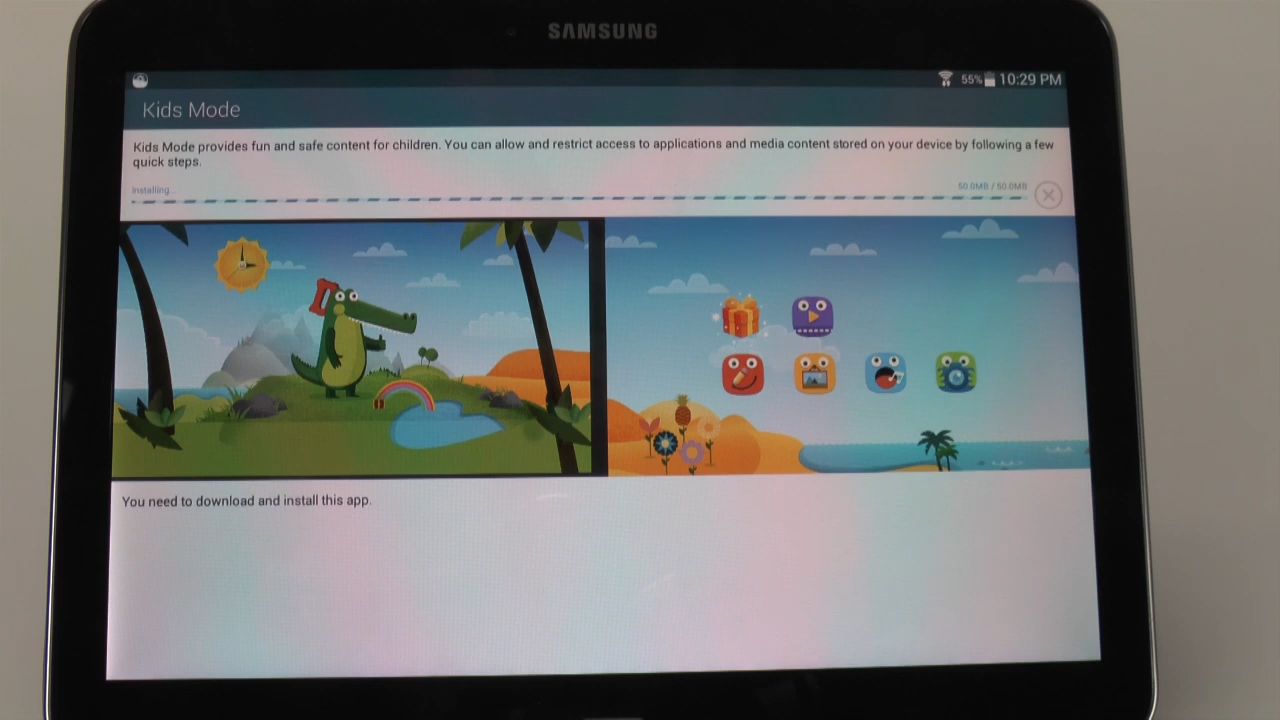 SAMSUNG
55% 10:29 PM
Kids Mode
Kids Mode provides fun and safe content for children. You can allow and restrict access to applications and media content stored on your device by following a few
quick steps.
Installing...
50.0MB / 50.0MB
You need to download and install this app.